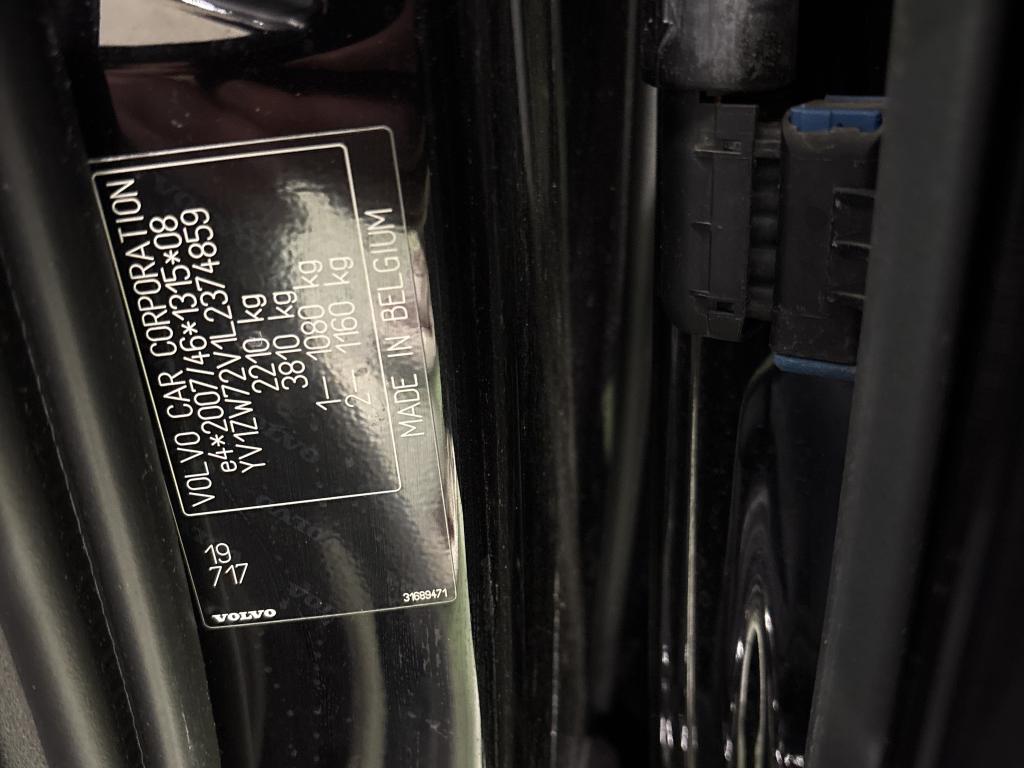 VOLVO CAR CORPORATION
e4*2007/46*1315*08
YV1ZW72V1L2374859
2210 kg
3810 kg
1– 1080 kg
2– 1160 kg
MADE IN BELGIUM
19
717
VOLVO
31689471